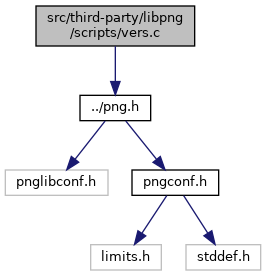 src/third-party/libpng
/scripts/vers.c
../png.h
pnglibconf.h
pngconf.h
limits.h
stddef.h